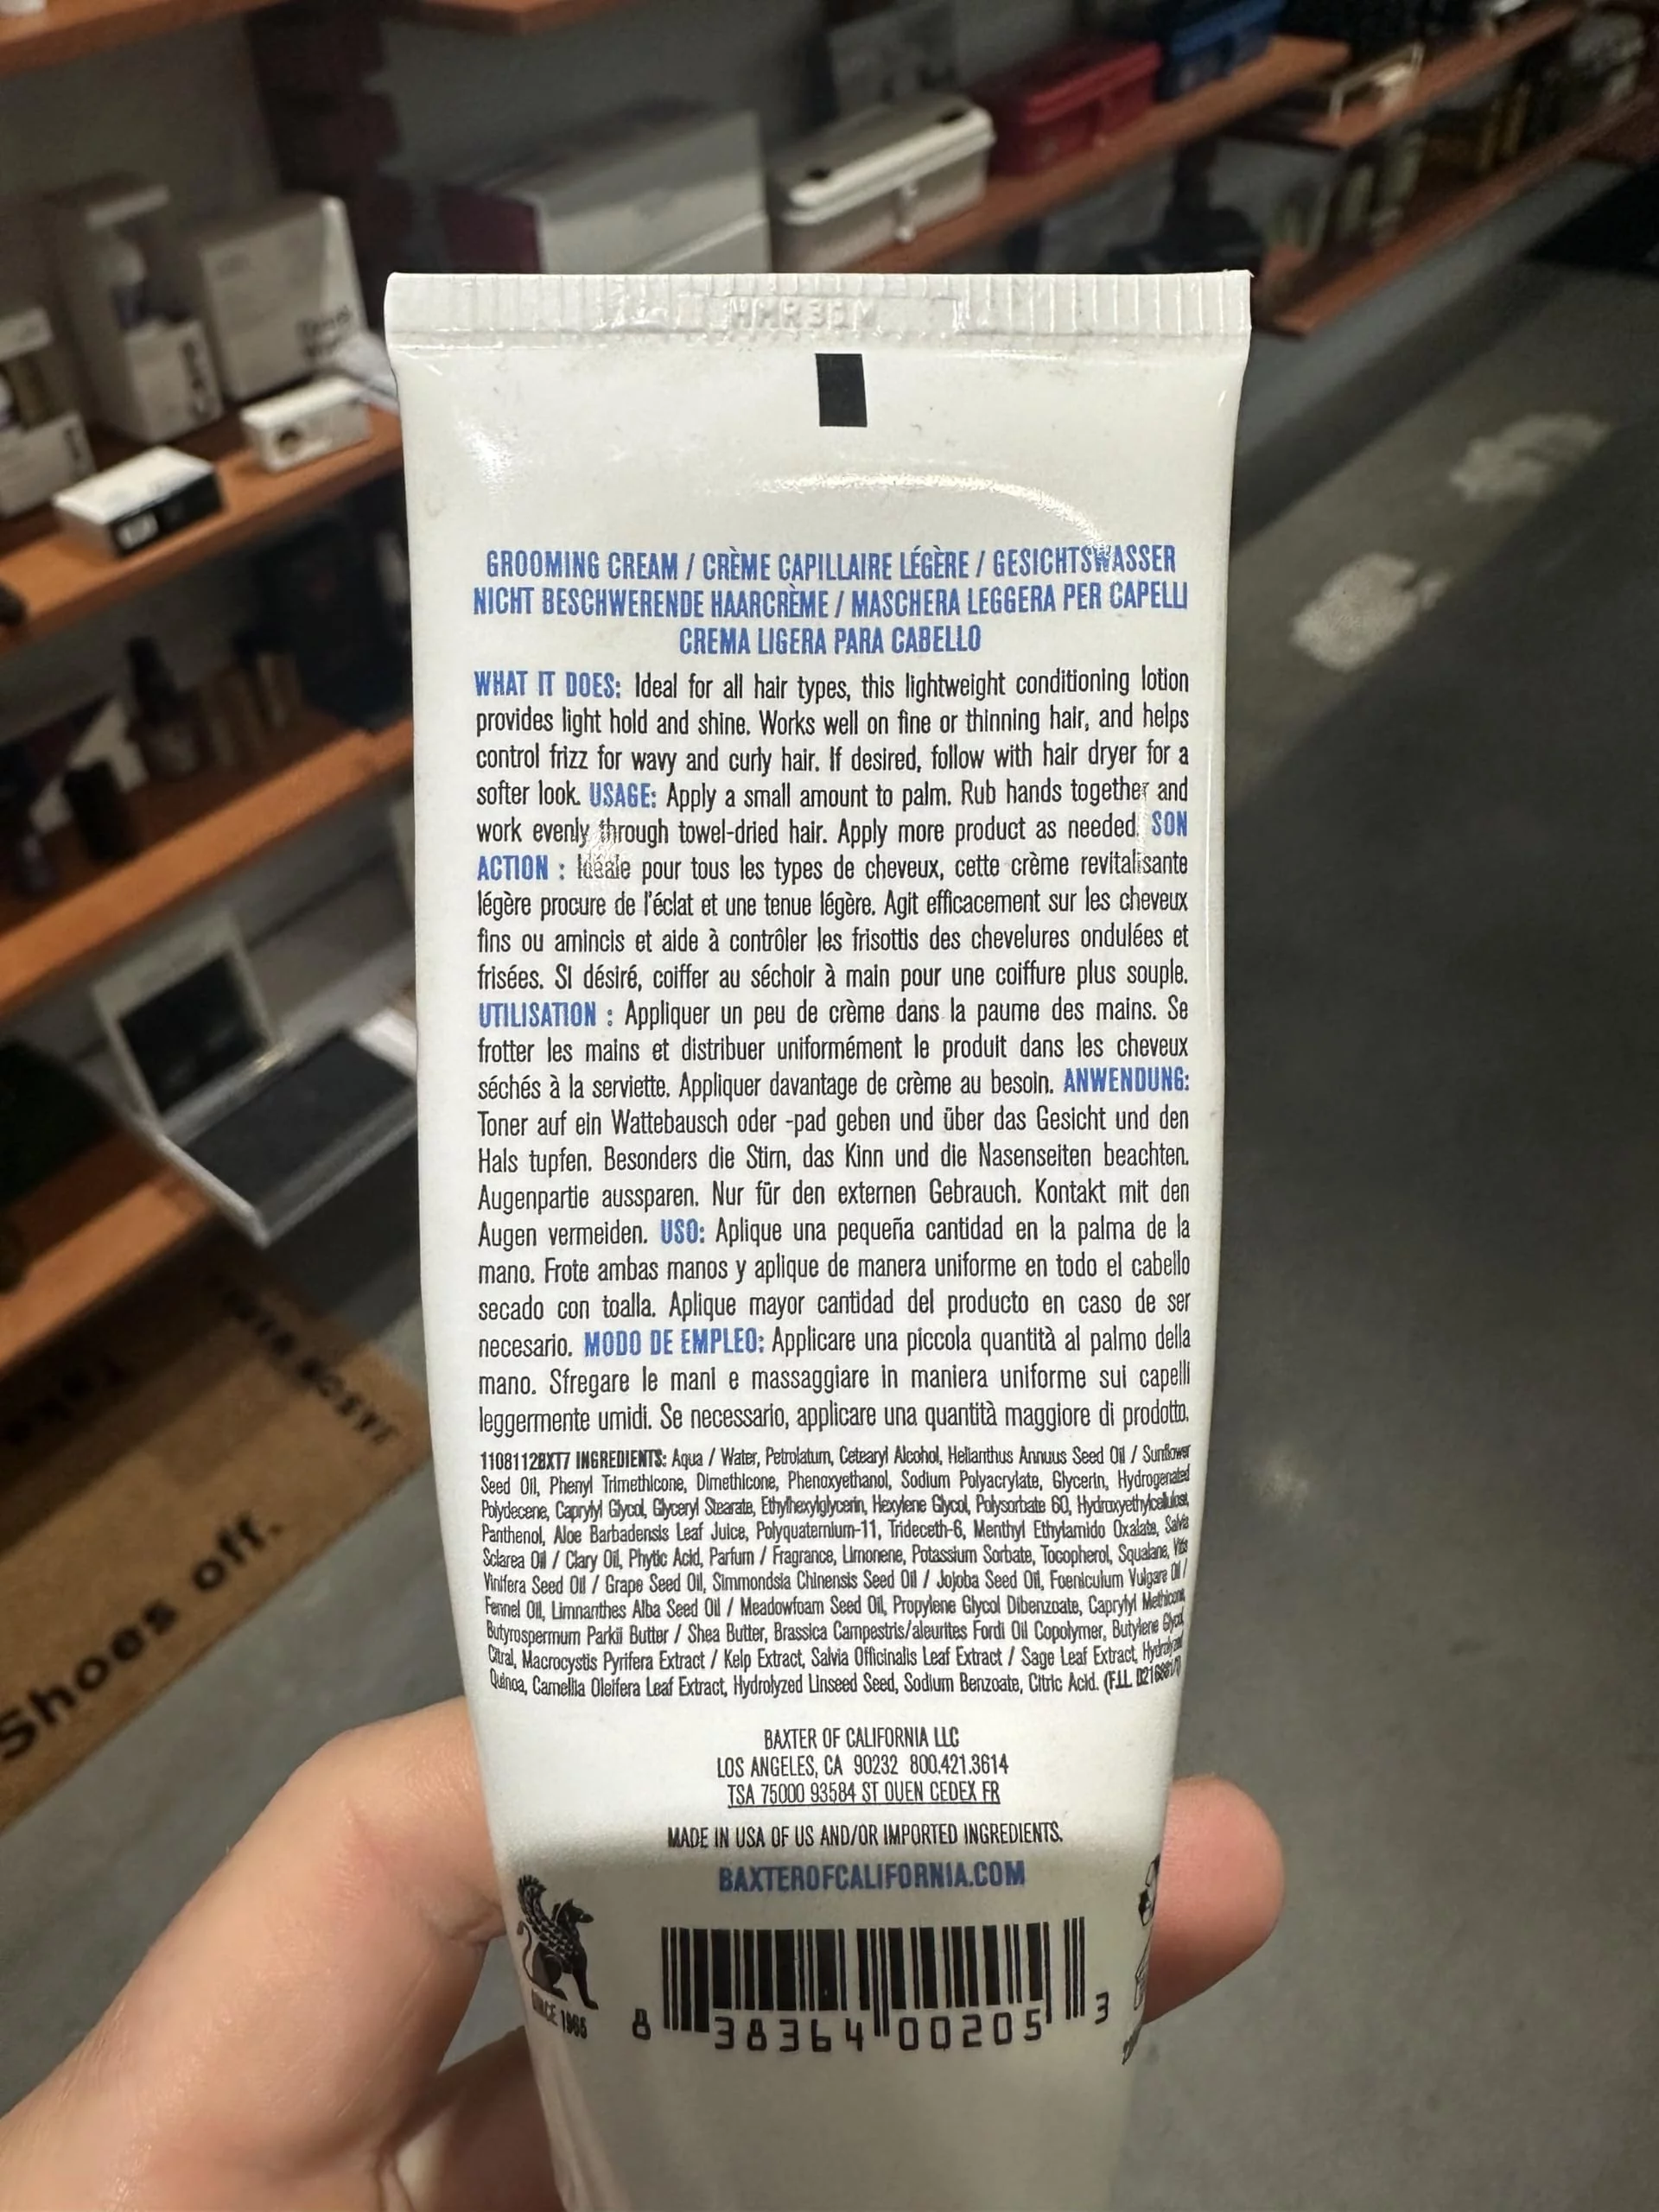 GROOMING CREAM / CRÈME CAPILLAIRE LÉGÈRE / GESICHTSWASSER
NICHT BESCHWERENDE HAARCRÈME / MASCHERA LEGGERA PER CAPELLI
CREMA LIGERA PARA CABELLO
WHAT IT DOES: Ideal for all hair types, this lightweight conditioning lotion
provides light hold and shine. Works well on fine or thinning hair, and helps
control frizz for wavy and curly hair. If desired, follow with hair dryer for a
softer look. USAGE: Apply a small amount to palm. Rub hands together and
work evenly through towel-dried hair. Apply more product as needed. SON
ACTION : Idéale pour tous les types de cheveux, cette crème revitalisante
légère procure de l'éclat et une tenue légère. Agit efficacement sur les cheveux
fins ou amincis et aide à contrôler les frisottis des chevelures ondulées et
frisées. Si désiré, coiffer au séchoir à main pour une coiffure plus souple.
UTILISATION : Appliquer un peu de crème dans la paume des mains. Se
frotter les mains et distribuer uniformément le produit dans les cheveux
séchés à la serviette. Appliquer davantage de crème au besoin. ANWENDUNG:
Toner auf ein Wattebausch oder -pad geben und über das Gesicht und den
Hals tupfen. Besonders die Stirn, das Kinn und die Nasenseiten beachten.
Augenpartie aussparen. Nur für den externen Gebrauch. Kontakt mit den
Augen vermeiden. USO: Aplique una pequeña cantidad en la palma de la
mano. Frote ambas manos y aplique de manera uniforme en todo el cabello
secado con toalla. Aplique mayor cantidad del producto en caso de ser
necesario. MODO DE EMPLEO: Applicare una piccola quantità al palmo della
mano. Sfregare le mani e massaggiare in maniera uniforme sui capelli
leggermente umidi. Se necessario, applicare una quantità maggiore di prodotto.
1108112BXT7 INGREDIENTS: Aqua / Water, Petrolatum, Cetearyl Alcohol, Helianthus Annuus Seed Oil / Sunflower
Seed Oil, Phenyl Trimethicone, Dimethicone, Phenoxyethanol, Sodium Polyacrylate, Glycerin, Hydrogenated
Polydecene, Caprylyl Glycol, Glyceryl Stearate, Ethylhexylglycerin, Hexylene Glycol, Polysorbate 60, Hydroxyethylcellulose,
Panthenol, Aloe Barbadensis Leaf Juice, Polyquaternium-11, Trideceth-6, Menthyl Ethylamido Oxalate, Salvia
Sclarea Oil / Clary Oil, Phytic Acid, Parfum / Fragrance, Limonene, Potassium Sorbate, Tocopherol, Squalane, Vitis
Vinifera Seed Oil / Grape Seed Oil, Simmondsia Chinensis Seed Oil / Jojoba Seed Oil, Foeniculum Vulgare Oil /
Fennel Oil, Limnanthes Alba Seed Oil / Meadowfoam Seed Oil, Propylene Glycol Dibenzoate, Caprylyl Methicone,
Butyrospermum Parkii Butter / Shea Butter, Brassica Campestris/aleurites Fordi Oil Copolymer, Butylene Glycol,
Citral, Macrocystis Pyrifera Extract / Kelp Extract, Salvia Officinalis Leaf Extract / Sage Leaf Extract, Hydrolyzed
Quinoa, Camellia Oleifera Leaf Extract, Hydrolyzed Linseed Seed, Sodium Benzoate, Citric Acid. (F.I.L.
BAXTER OF CALIFORNIA LLC
LOS ANGELES, CA 90232 800.421.3614
TSA 75000 93584 ST OUEN CEDEX FR
MADE IN USA OF US AND/OR IMPORTED INGREDIENTS.
BAXTEROFCALIFORNIA.COM
SINCE 1965
8 38364 00205 3
Shoes off.